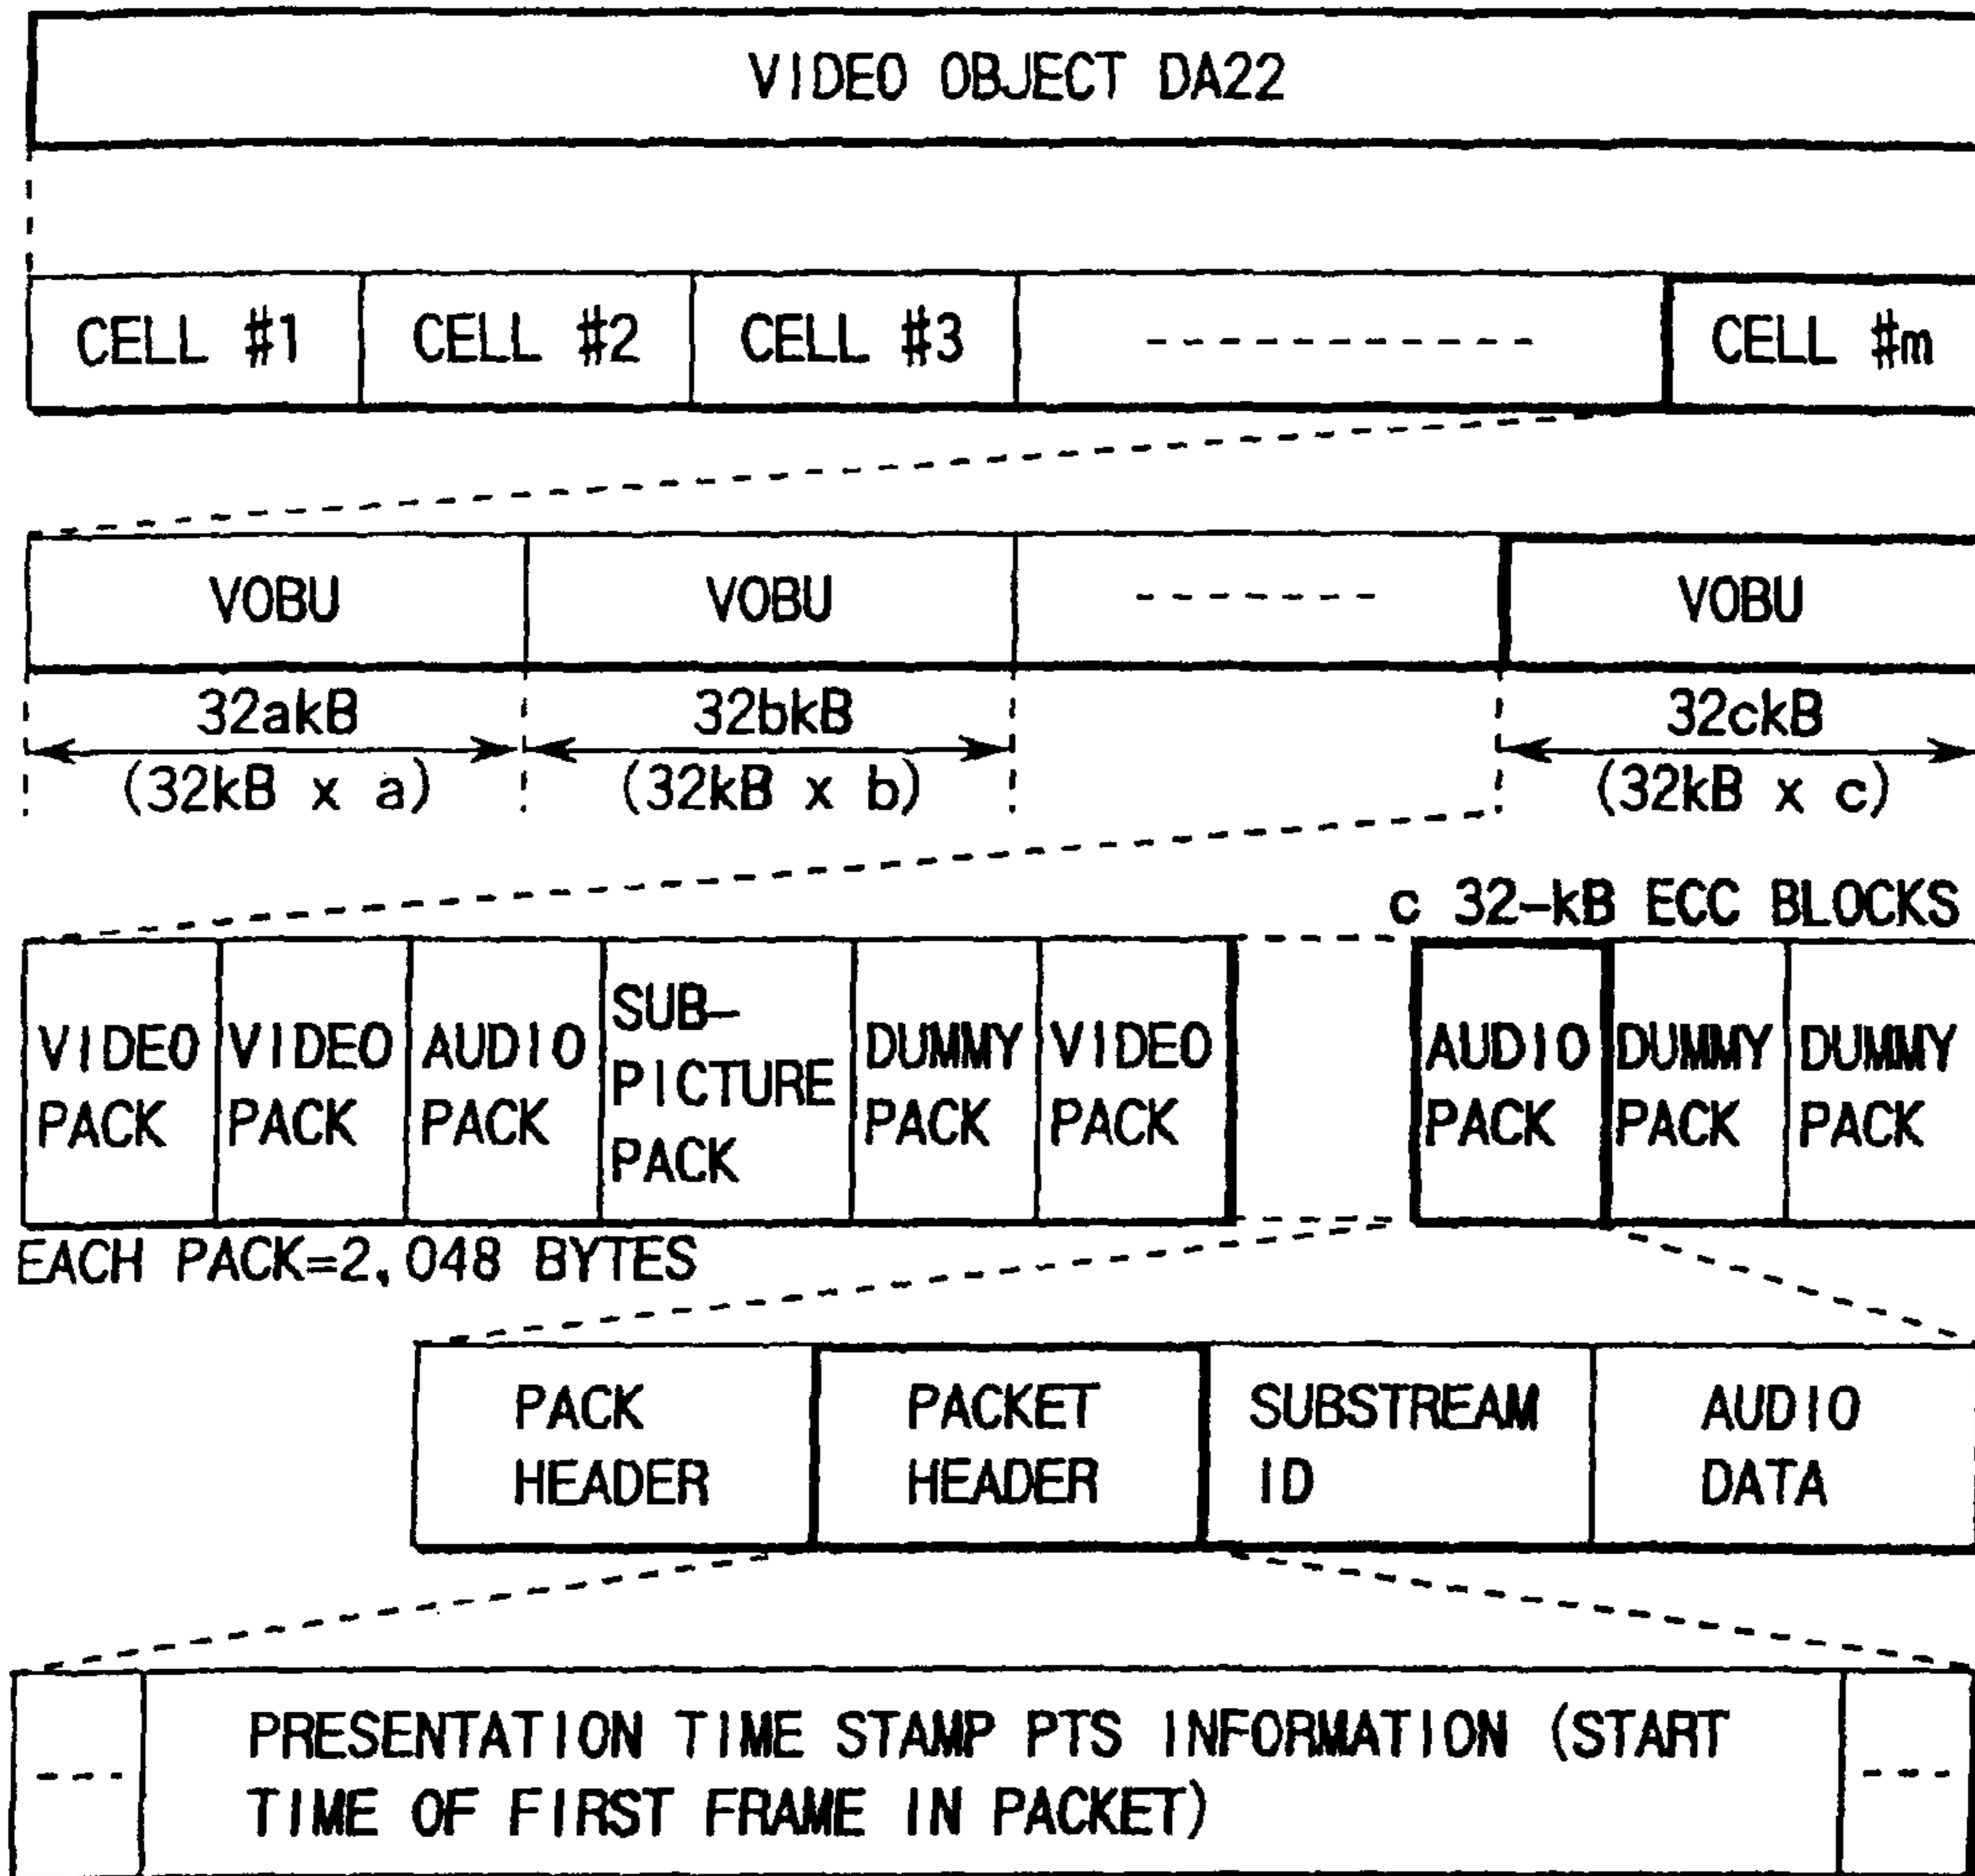 VIDEO OBJECT DA22
CELL #1 CELL #2 CELL #3 ------------ CELL #m
VOBU VOBU ------- VOBU
32akB 32bkB 32ckB
(32kB x a) (32kB x b) (32kB x c)
c 32-kB ECC BLOCKS
VIDEO
PACK
VIDEO
PACK
AUDIO
PACK
SUB-
PICTURE
PACK
DUMMY
PACK
VIDEO
PACK
AUDIO
PACK
DUMMY
PACK
DUMMY
PACK
EACH PACK=2,048 BYTES
PACK
HEADER
PACKET
HEADER
SUBSTREAM
ID
AUDIO
DATA
--- PRESENTATION TIME STAMP PTS INFORMATION (START
TIME OF FIRST FRAME IN PACKET) ---